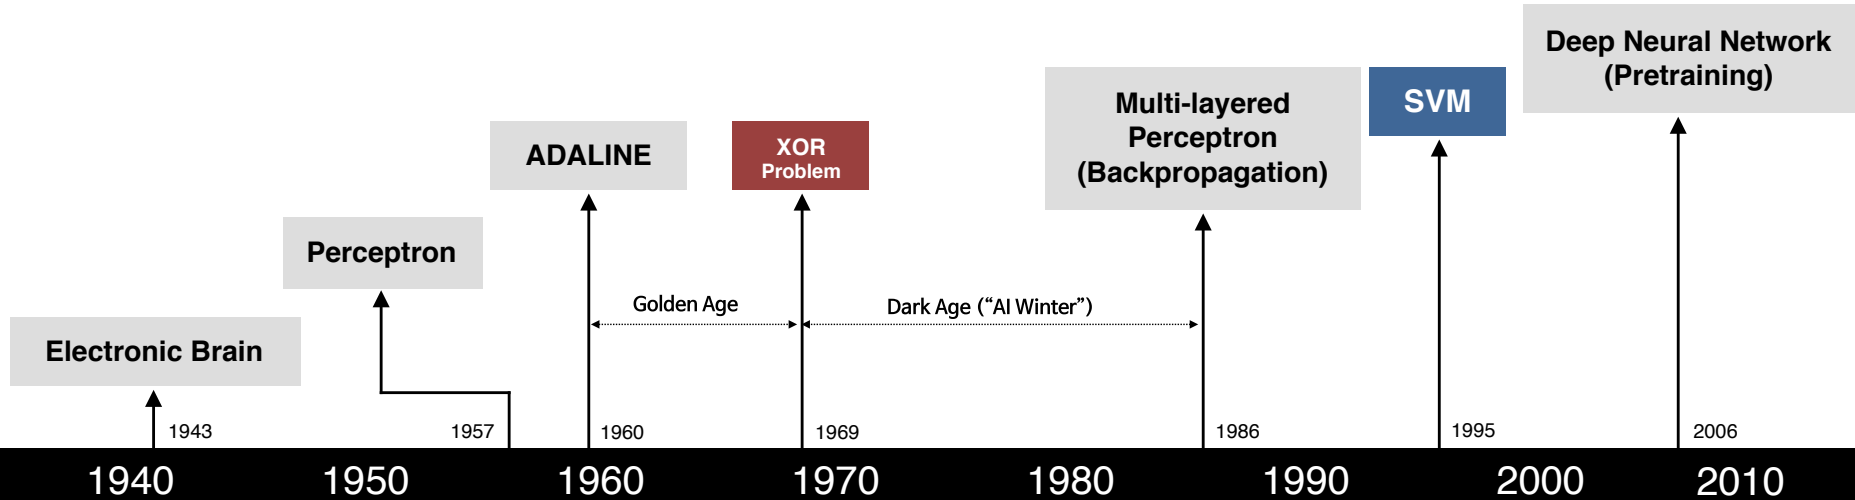 Deep Neural Network
(Pretraining)
Multi-layered
Perceptron
(Backpropagation)
SVM
ADALINE
XOR
Problem
Perceptron
Golden Age
Dark Age (“AI Winter”)
Electronic Brain
1943
1957
1960
1969
1986
1995
2006
1940
1950
1960
1970
1980
1990
2000
2010